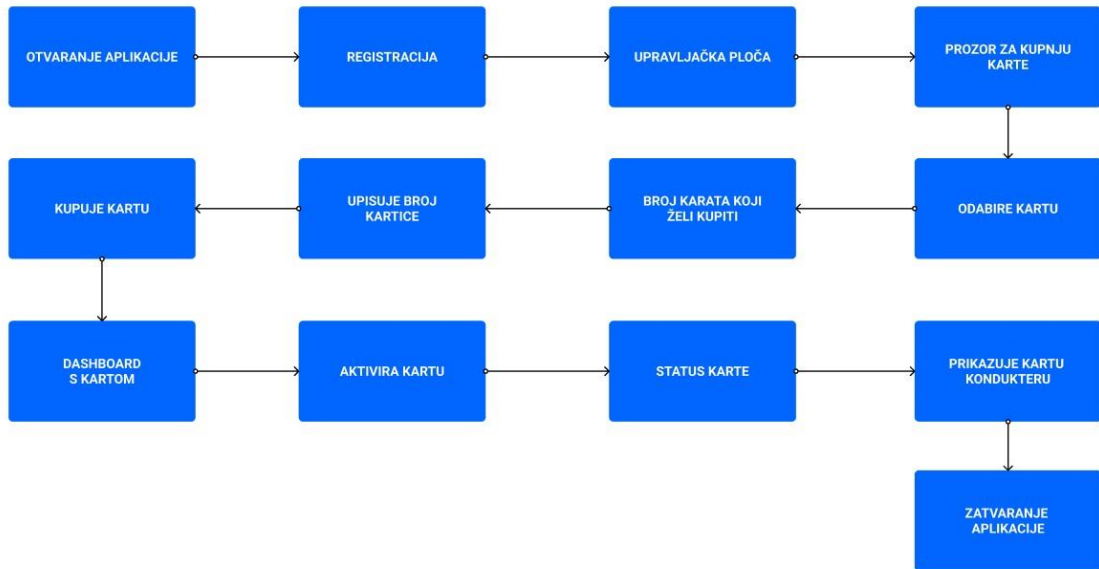 OTVARANJE APLIKACIJE
REGISTRACIJA
UPRAVLJAČKA PLOČA
PROZOR ZA KUPNJU
KARTE
KUPUJE KARTU
UPISUJE BROJ
KARTICE
BROJ KARATA KOJI
ŽELI KUPITI
ODABIRE KARTU
DASHBOARD
S KARTOM
AKTIVIRA KARTU
STATUS KARTE
PRIKAZUJE KARTU
KONDUKTERU
ZATVARANJE
APLIKACIJE